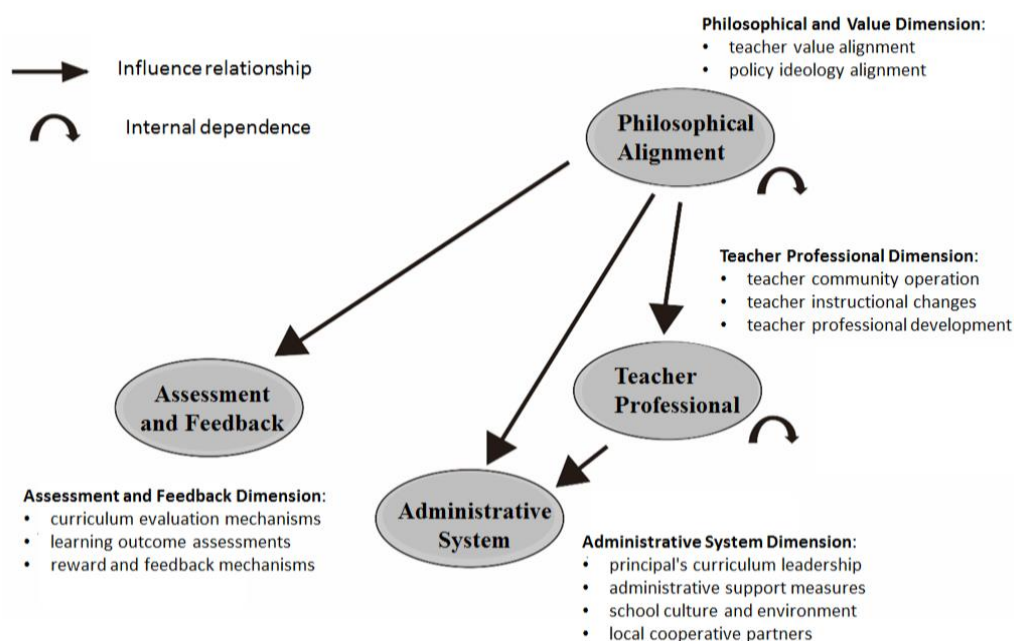 Influence relationship
Internal dependence
Philosophical and Value Dimension:
• teacher value alignment
• policy ideology alignment
Philosophical
Alignment
Teacher Professional Dimension:
• teacher community operation
• teacher instructional changes
• teacher professional development
Teacher
Professional
Assessment
and Feedback
Assessment and Feedback Dimension:
• curriculum evaluation mechanisms
• learning outcome assessments
• reward and feedback mechanisms
Administrative
System
Administrative System Dimension:
• principal's curriculum leadership
• administrative support measures
• school culture and environment
• local cooperative partners